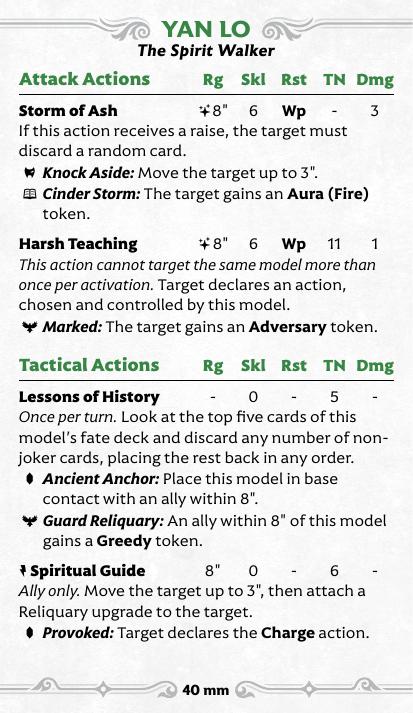 YAN LO
The Spirit Walker
Attack Actions Rg Skl Rst TN Dmg
Storm of Ash 8" 6 Wp - 3
If this action receives a raise, the target must
discard a random card.
Knock Aside: Move the target up to 3".
Cinder Storm: The target gains an Aura (Fire)
token.
Harsh Teaching 8" 6 Wp 11 1
This action cannot target the same model more than
once per activation. Target declares an action,
chosen and controlled by this model.
Marked: The target gains an Adversary token.
Tactical Actions Rg Skl Rst TN Dmg
Lessons of History - 0 - 5 -
Once per turn. Look at the top five cards of this
model's fate deck and discard any number of non-
joker cards, placing the rest back in any order.
Ancient Anchor: Place this model in base
contact with an ally within 8".
Guard Reliquary: An ally within 8" of this model
gains a Greedy token.
Spiritual Guide 8" 0 - 6 -
Ally only. Move the target up to 3", then attach a
Reliquary upgrade to the target.
Provoked: Target declares the Charge action.
40 mm